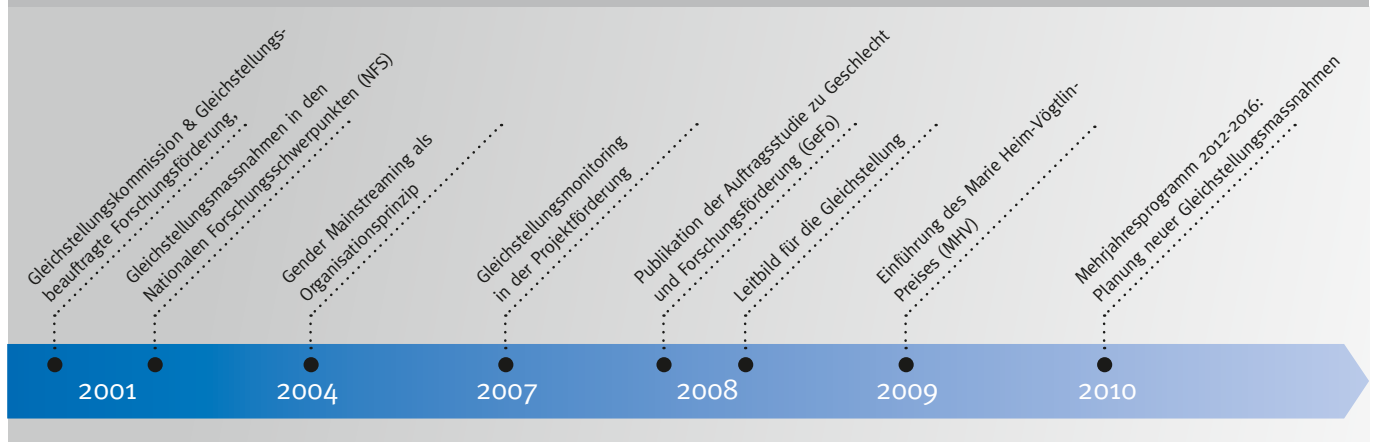 Gleichstellungskommission & Gleichstellungs-
beauftragte Forschungsförderung,
Gleichstellungsmassnahmen in den
Nationalen Forschungsschwerpunkten (NFS)
Gender Mainstreaming als
Organisationsprinzip
Gleichstellungsmonitoring
in der Projektförderung
Publikation der Auftragsstudie zu Geschlecht
und Forschungsförderung (GeFo)
Leitbild für die Gleichstellung
Einführung des Marie Heim-Vögtlin-
Preises (MHV)
Mehrjahresprogramm 2012-2016:
Planung neuer Gleichstellungsmassnahmen
2001
2004
2007
2008
2009
2010